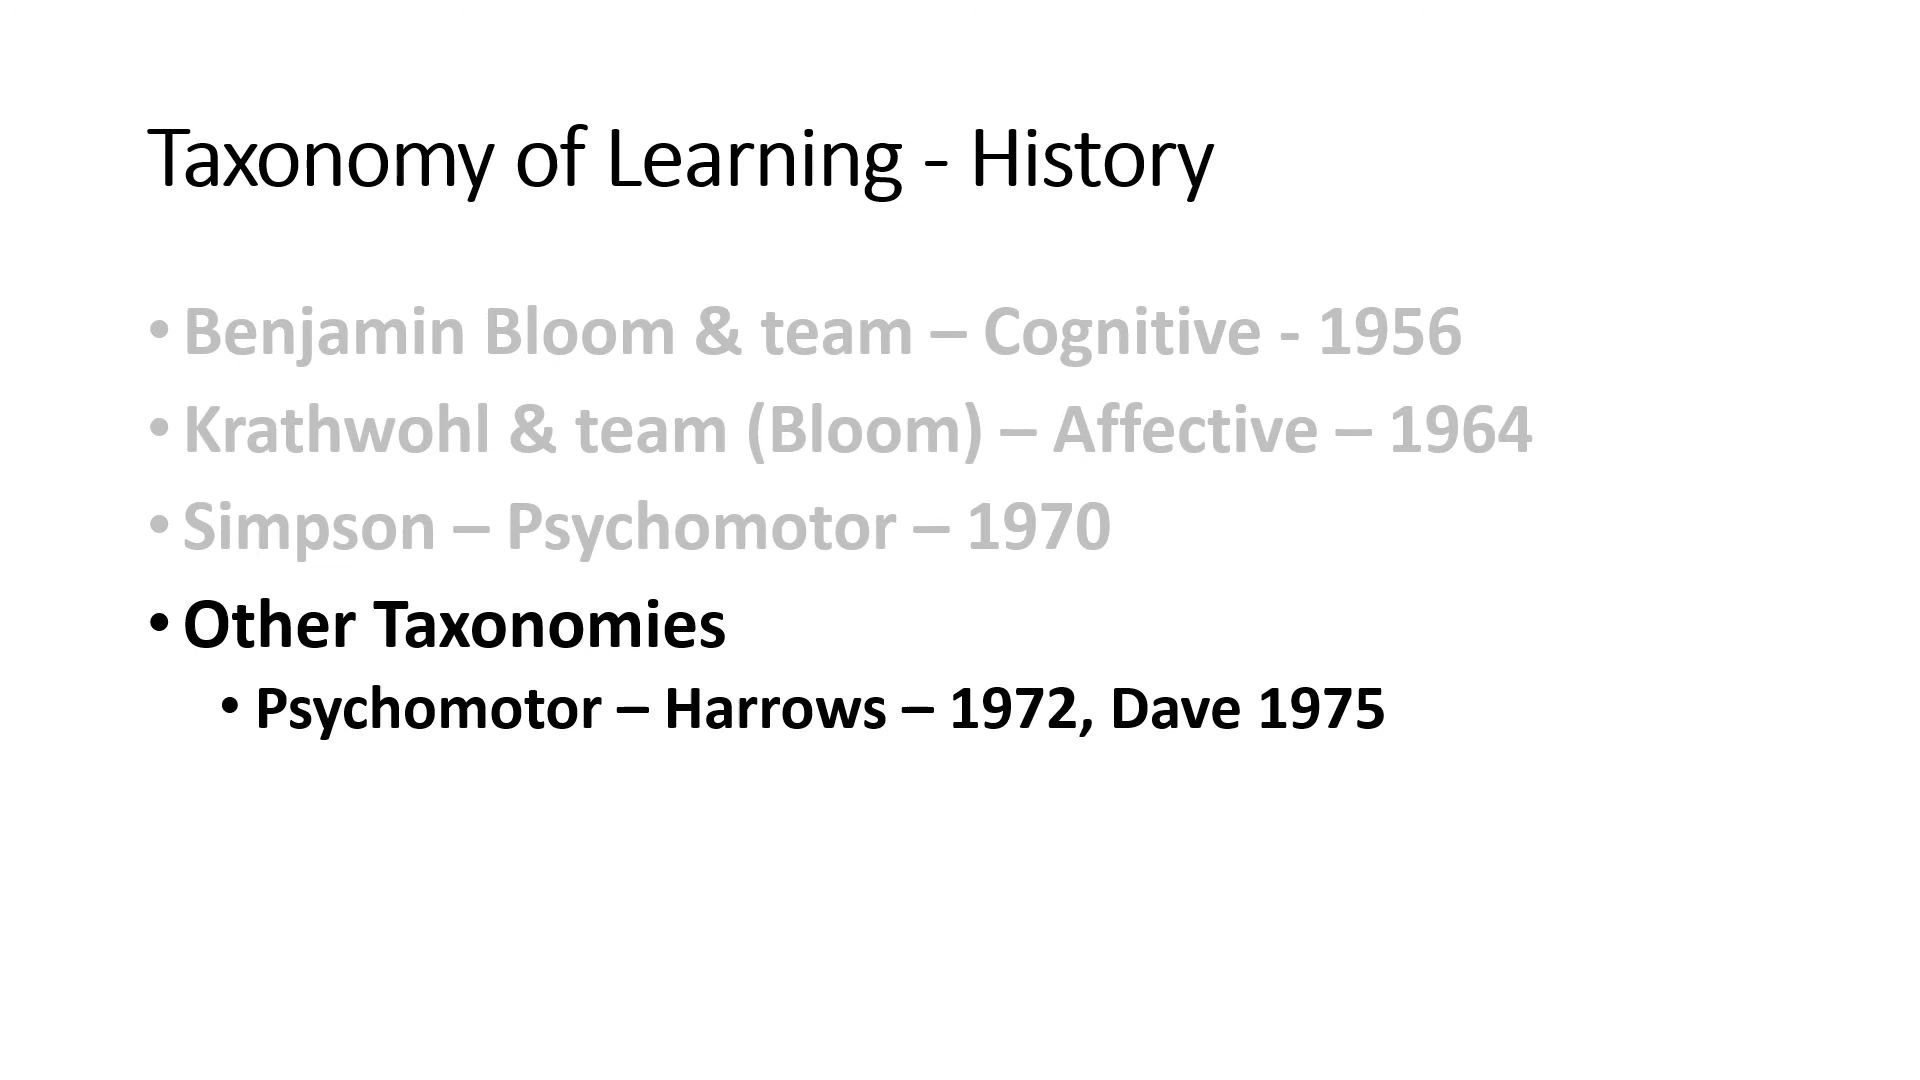 Taxonomy of Learning - History
• Benjamin Bloom & team – Cognitive - 1956
• Krathwohl & team (Bloom) – Affective – 1964
• Simpson – Psychomotor – 1970
• Other Taxonomies
• Psychomotor – Harrows – 1972, Dave 1975